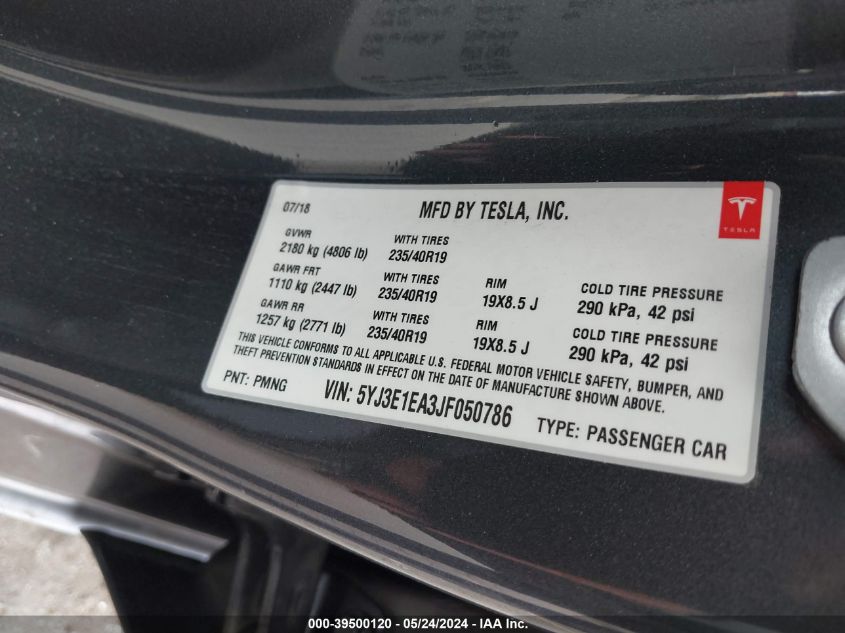 07/18
MFD BY TESLA, INC.
TESLA
GVWR
2180 kg (4806 lb)
WITH TIRES
235/40R19
GAWR FRT
1110 kg (2447 lb)
WITH TIRES
235/40R19
RIM
19X8.5 J
COLD TIRE PRESSURE
290 kPa, 42 psi
GAWR RR
1257 kg (2771 lb)
WITH TIRES
235/40R19
RIM
19X8.5 J
COLD TIRE PRESSURE
290 kPa, 42 psi
THIS VEHICLE CONFORMS TO ALL APPLICABLE U.S. FEDERAL MOTOR VEHICLE SAFETY, BUMPER, AND
THEFT PREVENTION STANDARDS IN EFFECT ON THE DATE OF MANUFACTURE SHOWN ABOVE.
PNT: PMNG
VIN: 5YJ3E1EA3JF050786
TYPE: PASSENGER CAR
000-39500120 - 05/24/2024 - IAA Inc.